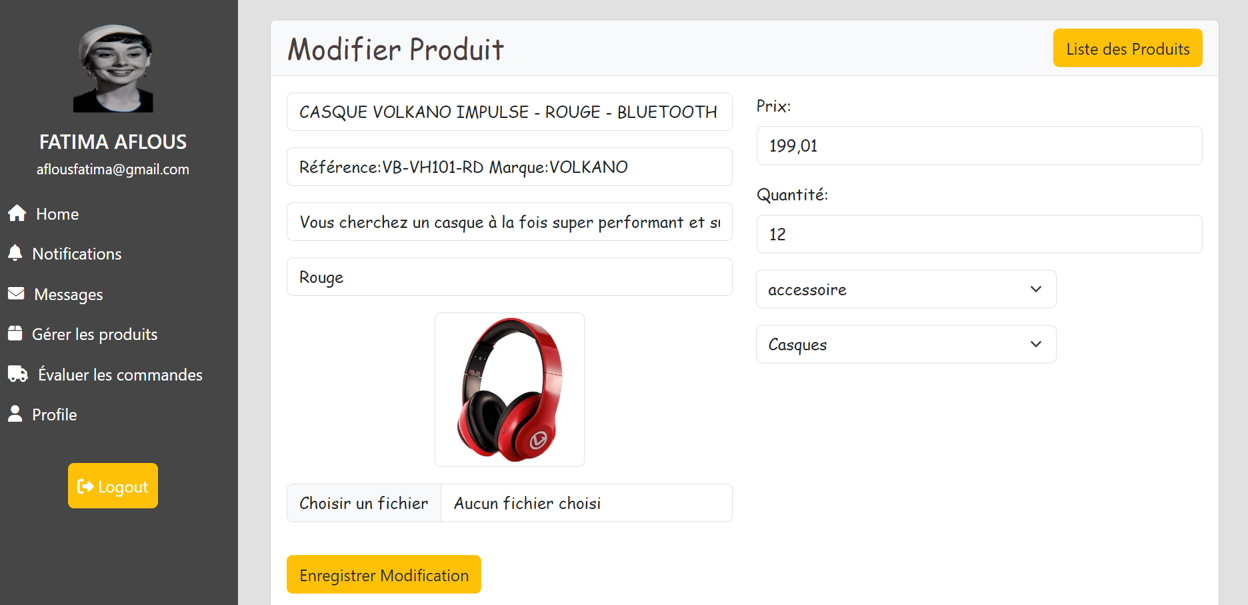 FATIMA AFLOUS
aflousfatima@gmail.com
Home
Notifications
Messages
Gérer les produits
Évaluer les commandes
Profile
Logout
Modifier Produit
Liste des Produits
CASQUE VOLKANO IMPULSE - ROUGE - BLUETOOTH
Référence:VB-VH101-RD Marque:VOLKANO
Vous cherchez un casque à la fois super performant et
Rouge
Choisir un fichier Aucun fichier choisi
Enregistrer Modification
Prix:
199,01
Quantité:
12
accessoire
Casques